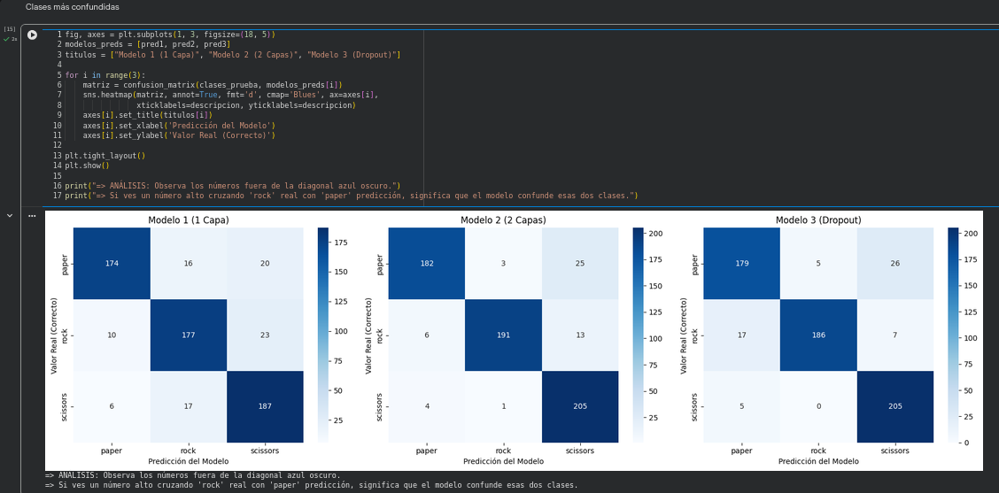 Clases más confundidas
[15]
2s
1 fig, axes = plt.subplots(1, 3, figsize=(18, 5))
2 modelos_preds = [pred1, pred2, pred3]
3 titulos = ["Modelo 1 (1 Capa)", "Modelo 2 (2 Capas)", "Modelo 3 (Dropout)"]
4
5 for i in range(3):
6     matriz = confusion_matrix(clases_prueba, modelos_preds[i])
7     sns.heatmap(matriz, annot=True, fmt='d', cmap='Blues', ax=axes[i],
8                 xticklabels=descripcion, yticklabels=descripcion)
9     axes[i].set_title(titulos[i])
10     axes[i].set_xlabel('Predicción del Modelo')
11     axes[i].set_ylabel('Valor Real (Correcto)')
12
13 plt.tight_layout()
14 plt.show()
15
16 print("=> ANÁLISIS: Observa los números fuera de la diagonal azul oscuro.")
17 print("=> Si ves un número alto cruzando 'rock' real con 'paper' predicción, significa que el modelo confunde esas dos clases.")
Modelo 1 (1 Capa)
Valor Real (Correcto)
paper
174 16 20
rock
10 177 23
scissors
6 17 187
paper rock scissors
Predicción del Modelo
175
150
125
100
75
50
25
Modelo 2 (2 Capas)
Valor Real (Correcto)
paper
182 3 25
rock
6 191 13
scissors
4 1 205
paper rock scissors
Predicción del Modelo
200
175
150
125
100
75
50
25
Modelo 3 (Dropout)
Valor Real (Correcto)
paper
179 5 26
rock
17 186 7
scissors
5 0 205
paper rock scissors
Predicción del Modelo
200
175
150
125
100
75
50
25
0
=> ANÁLISIS: Observa los números fuera de la diagonal azul oscuro.
=> Si ves un número alto cruzando 'rock' real con 'paper' predicción, significa que el modelo confunde esas dos clases.